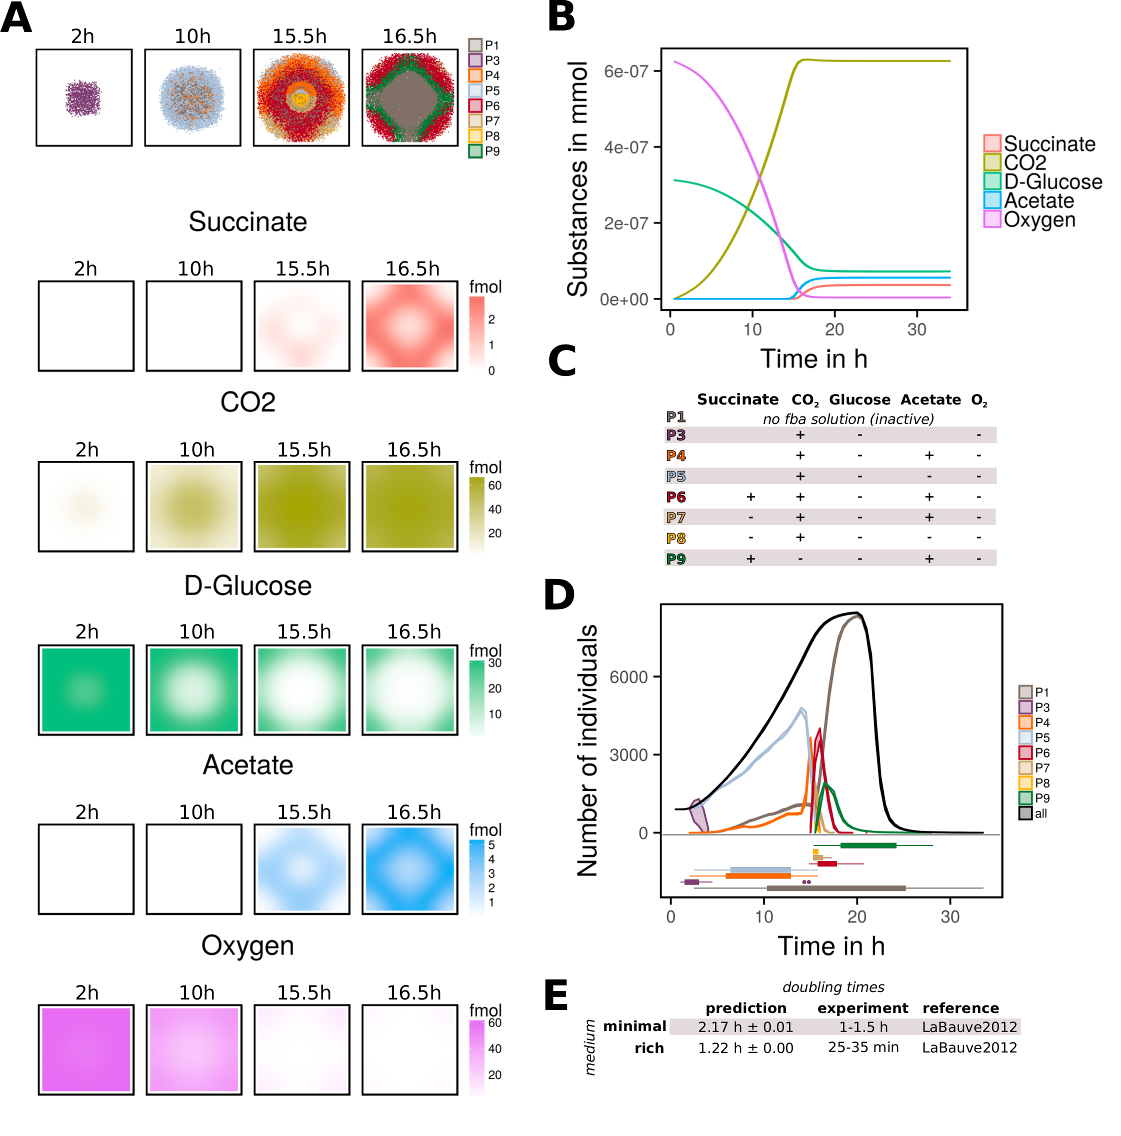 A
2h 10h 15.5h 16.5h
P1
P3
P4
P5
P6
P7
P8
P9
Succinate
2h 10h 15.5h 16.5h
fmol
2
1
0
CO2
2h 10h 15.5h 16.5h
fmol
60
40
20
D-Glucose
2h 10h 15.5h 16.5h
fmol
30
20
10
Acetate
2h 10h 15.5h 16.5h
fmol
5
4
3
2
1
Oxygen
2h 10h 15.5h 16.5h
fmol
60
40
20
B
Substances in mmol
6e-07
4e-07
2e-07
0e+00
0 10 20 30
Time in h
Succinate
CO2
D-Glucose
Acetate
Oxygen
C
Succinate CO2 Glucose Acetate O2
P1 no fba solution (inactive)
P3 + - -
P4 + - + -
P5 + - - -
P6 + + - + -
P7 - + - + -
P8 - + - - -
P9 + - - + -
D
Number of individuals
6000
3000
0
0 10 20 30
Time in h
P1
P3
P4
P5
P6
P7
P8
P9
all
E
doubling times
prediction experiment reference
medium
minimal 2.17 h ± 0.01 1-1.5 h LaBauve2012
rich 1.22 h ± 0.00 25-35 min LaBauve2012